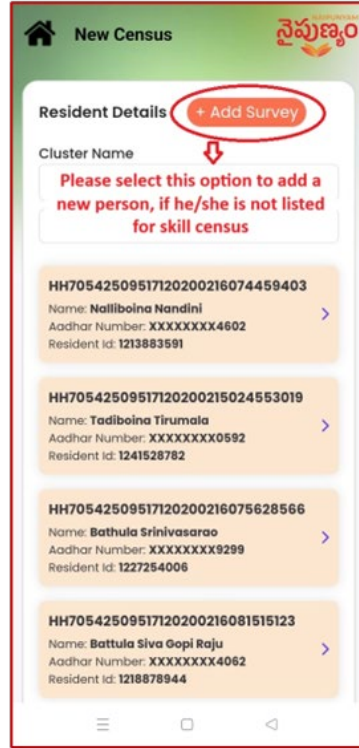 New Census
నైపుణ్యం
Resident Details
+ Add Survey
Cluster Name
Please select this option to add a
new person, if he/she is not listed
for skill census
HH70542509517120200216074459403
Name: Nalliboina Nandini
Aadhar Number: XXXXXXXX4602
Resident Id: 1213883591
HH70542509517120200215024553019
Name: Tadiboina Tirumala
Aadhar Number: XXXXXXXX0592
Resident Id: 1241528782
HH70542509517120200216075628566
Name: Bathula Srinivasarao
Aadhar Number: XXXXXXXX9299
Resident Id: 1227254006
HH70542509517120200216081515123
Name: Battula Siva Gopi Raju
Aadhar Number: XXXXXXXX4062
Resident Id: 1218878944